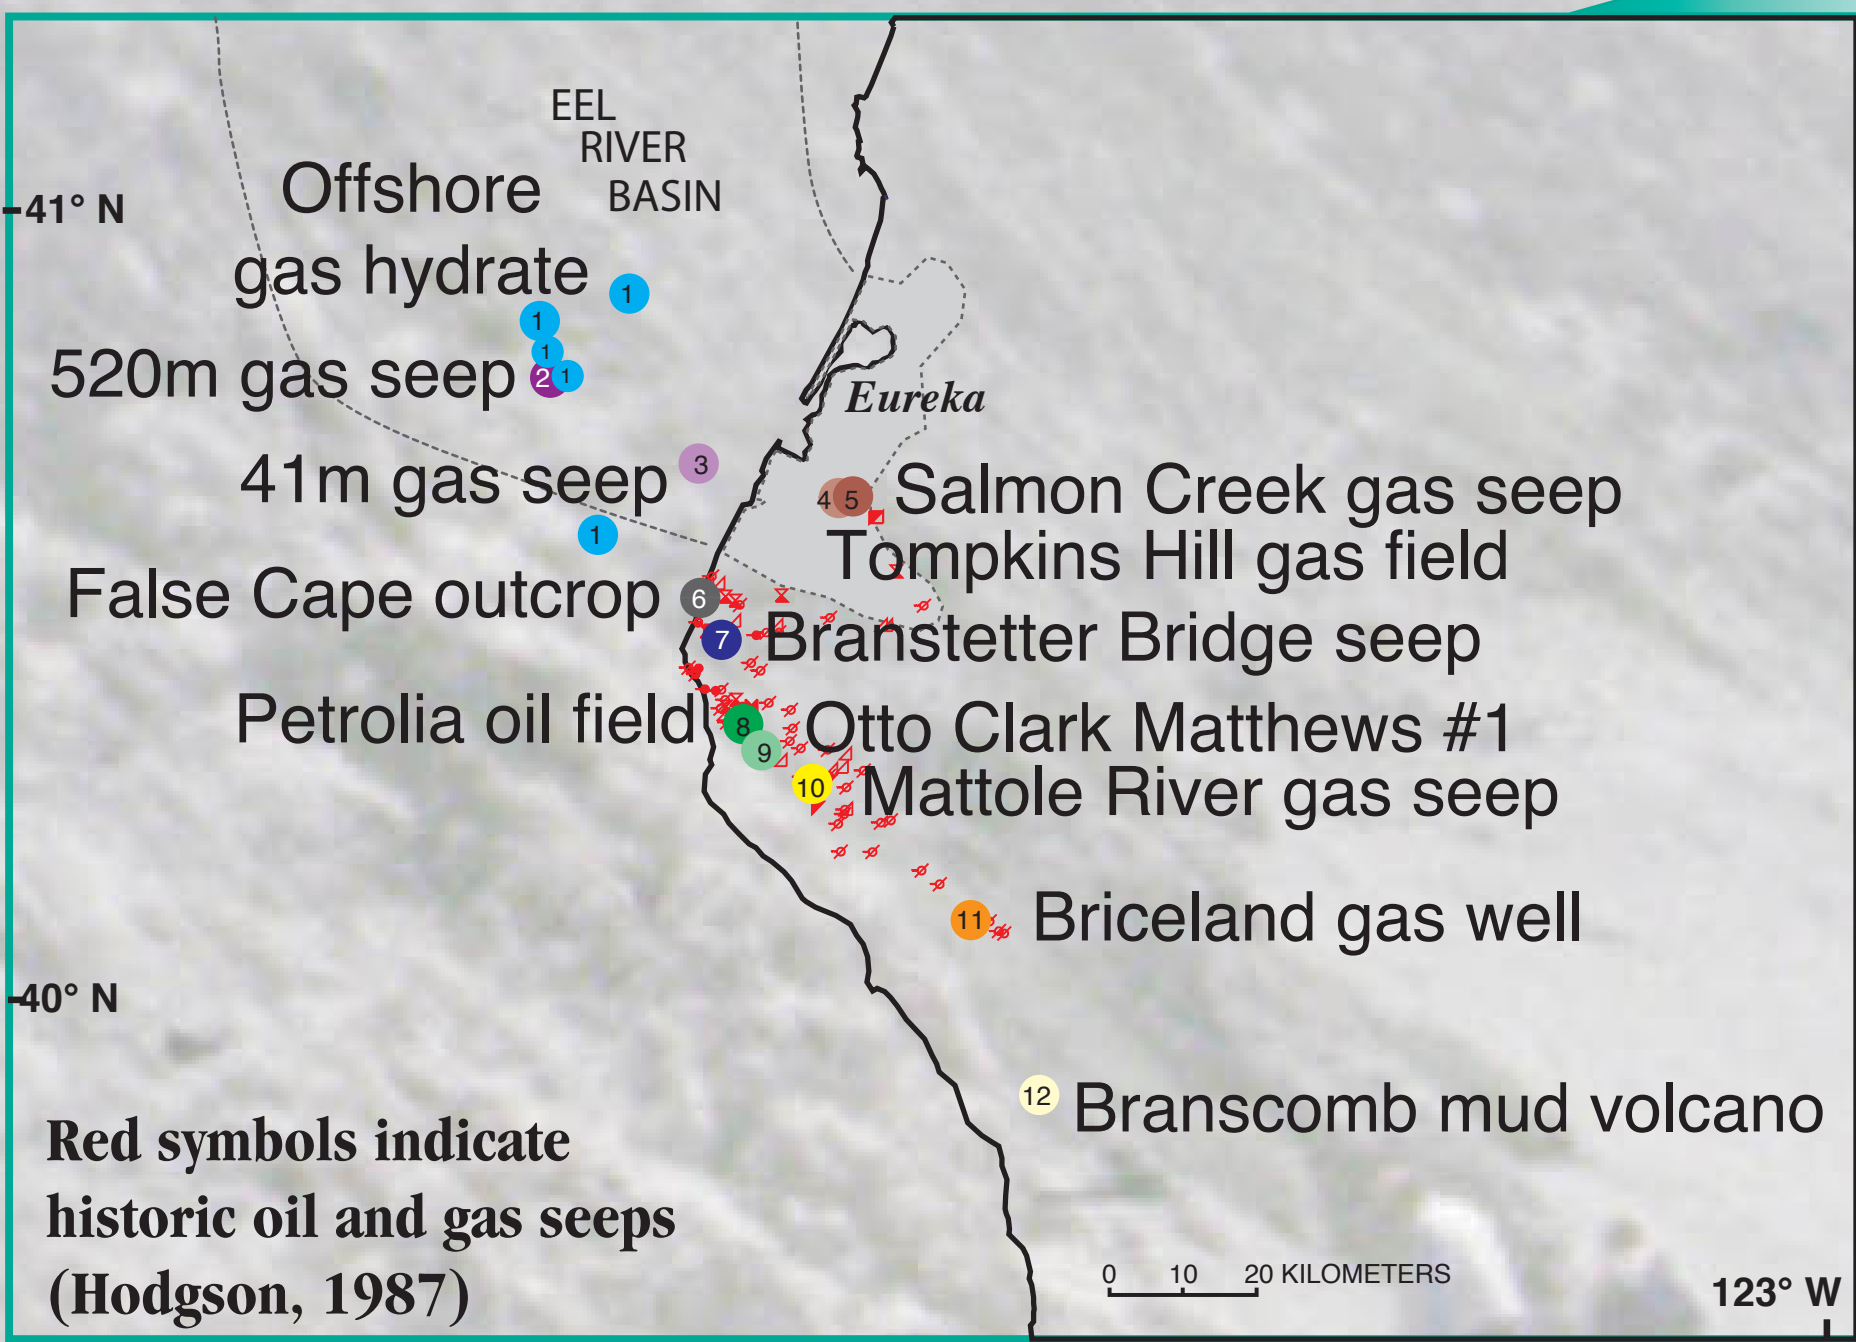 EEL
RIVER
BASIN
Offshore
gas hydrate
41° N
1
1
1
520m gas seep
2
1
Eureka
41m gas seep
3
4
5
Salmon Creek gas seep
1
Tompkins Hill gas field
False Cape outcrop
6
7
Branstetter Bridge seep
Petrolia oil field
8
Otto Clark Matthews #1
9
10
Mattole River gas seep
11
Briceland gas well
40° N
12
Branscomb mud volcano
Red symbols indicate
historic oil and gas seeps
(Hodgson, 1987)
0 10 20 KILOMETERS
123° W